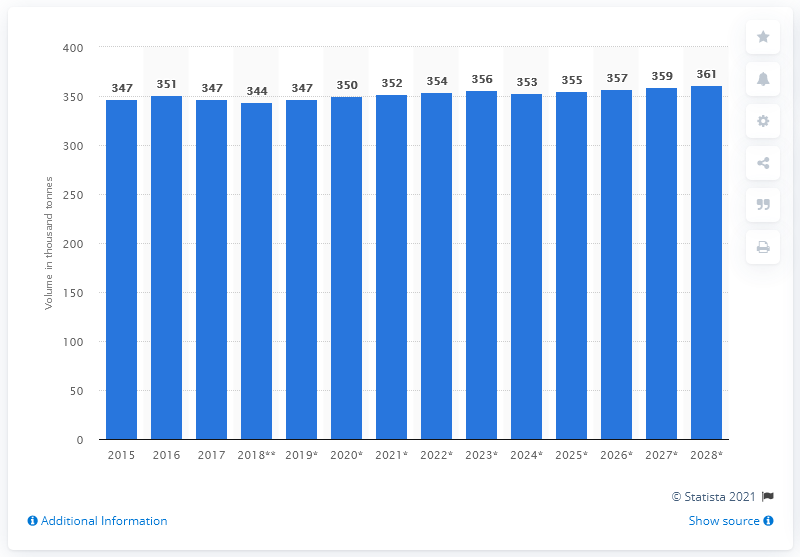 400
350
300
250
200
150
100
50
0
Volume in thousand tonnes
347 351 347 344 347 350 352 354 356 353 355 357 359 361
2015 2016 2017 2018** 2019* 2020* 2021* 2022* 2023* 2024* 2025* 2026* 2027* 2028*
© Statista 2021
Additional Information
Show source